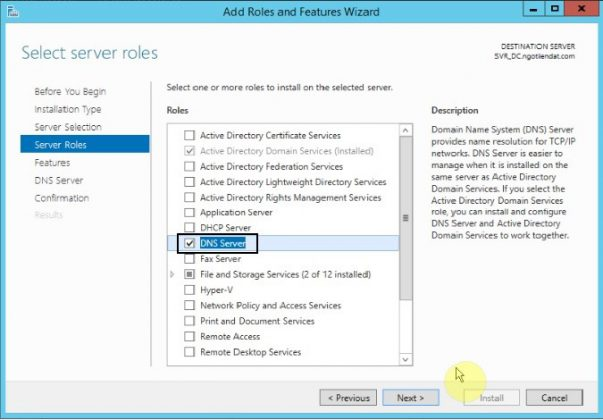 Add Roles and Features Wizard
Select server roles
DESTINATION SERVER
SVR_DC.ngotiendat.com
Before You Begin
Installation Type
Server Selection
Server Roles
Features
DNS Server
Confirmation
Results
Select one or more roles to install on the selected server.
Roles
Active Directory Certificate Services
Active Directory Domain Services (Installed)
Active Directory Federation Services
Active Directory Lightweight Directory Services
Active Directory Rights Management Services
Application Server
DHCP Server
DNS Server
Fax Server
File and Storage Services (2 of 12 installed)
Hyper-V
Network Policy and Access Services
Print and Document Services
Remote Access
Remote Desktop Services
Description
Domain Name System (DNS) Server
provides name resolution for TCP/IP
networks. DNS Server is easier to
manage when it is installed on the
same server as Active Directory
Domain Services. If you select the
Active Directory Domain Services
role, you can install and configure
DNS Server and Active Directory
Domain Services to work together.
< Previous
Next >
Install
Cancel